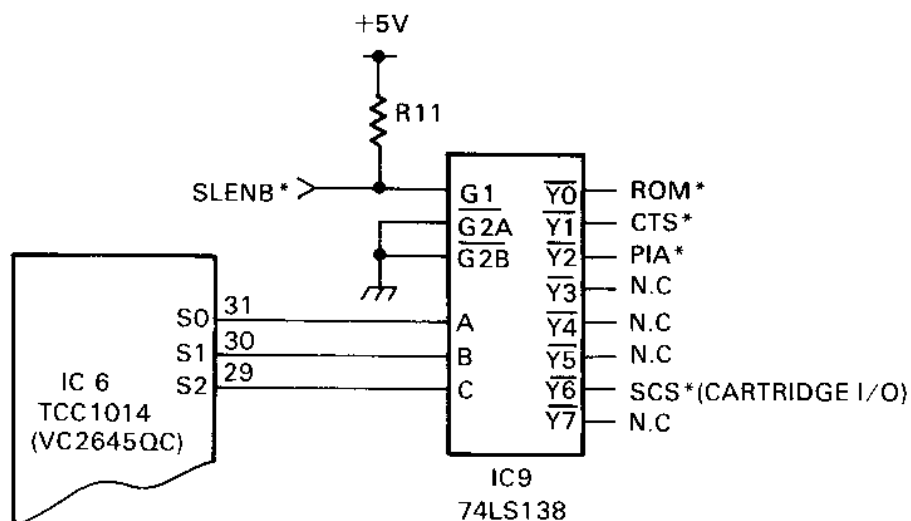 +5V
R11
SLENB*
G1
G2A
G2B
A
B
C
Y0
Y1
Y2
Y3
Y4
Y5
Y6
Y7
ROM*
CTS*
PIA*
N.C
N.C
N.C
SCS*(CARTRIDGE I/O)
N.C
S0
S1
S2
31
30
29
IC 6
TCC1014
(VC2645QC)
IC9
74LS138